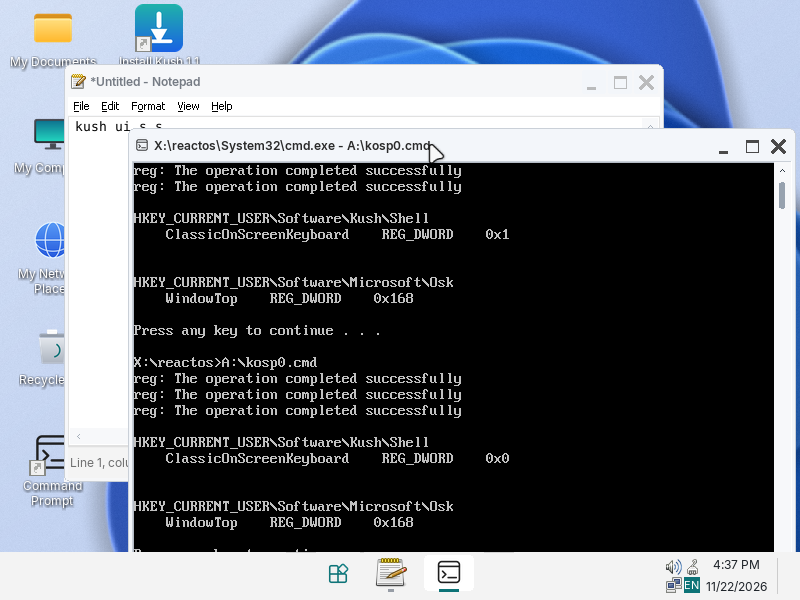 My Documents
Install Kush 1.1
*Untitled - Notepad
File Edit Format View Help
kush ui s s
My Com
X:\reactos\System32\cmd.exe - A:\kosp0.cmd
reg: The operation completed successfully
reg: The operation completed successfully
HKEY_CURRENT_USER\Software\Kush\Shell
ClassicOnScreenKeyboard REG_DWORD 0x1
HKEY_CURRENT_USER\Software\Microsoft\Osk
WindowTop REG_DWORD 0x168
Press any key to continue . . .
X:\reactos>A:\kosp0.cmd
reg: The operation completed successfully
reg: The operation completed successfully
reg: The operation completed successfully
HKEY_CURRENT_USER\Software\Kush\Shell
ClassicOnScreenKeyboard REG_DWORD 0x0
HKEY_CURRENT_USER\Software\Microsoft\Osk
WindowTop REG_DWORD 0x168
My Netw
Place
Recycle
Line 1, colu
Command
Prompt
4:37 PM
EN
11/22/2026